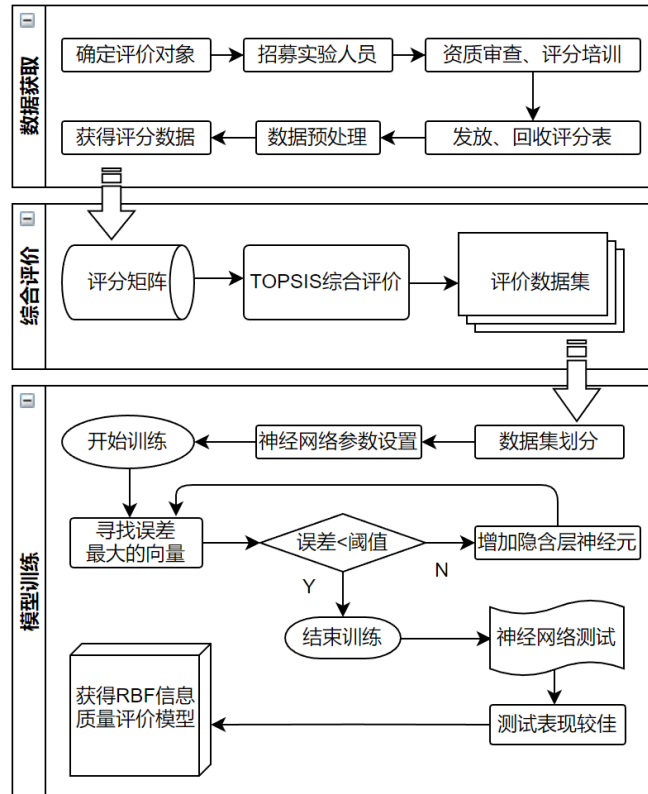 数据获取
确定评价对象
招募实验人员
资质审查、评分培训
获得评分数据
数据预处理
发放、回收评分表
综合评价
评分矩阵
TOPSIS综合评价
评价数据集
模型训练
开始训练
神经网络参数设置
数据集划分
寻找误差
最大的向量
误差<阈值
增加隐含层神经元
Y
N
结束训练
神经网络测试
获得RBF信息
质量评价模型
测试表现较佳